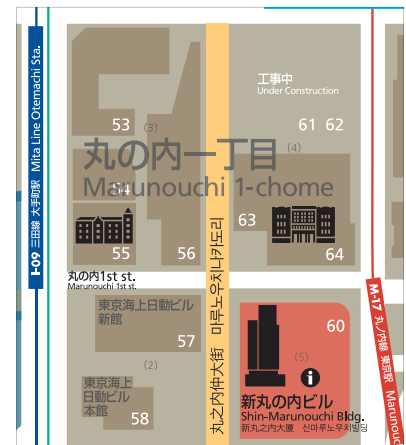 I-09 三田線 大手町駅 Mita Line Otemachi Sta.
工事中
Under Construction
53
(3)
61 62
丸の内一丁目
Marunouchi 1-chome
(4)
54
63
55
56
64
丸の内1st st.
Marunouchi 1st st.
丸之内仲大街 마루노우치나카도리
M-17 丸ノ内線 東京駅 Marunouc
東京海上日動ビル
新館
57
60
(2)
(5)
i
東京海上
日動ビル
本館
58
新丸の内ビル
Shin-Marunouchi Bldg.
新丸之内大厦 신마루노우치빌딩